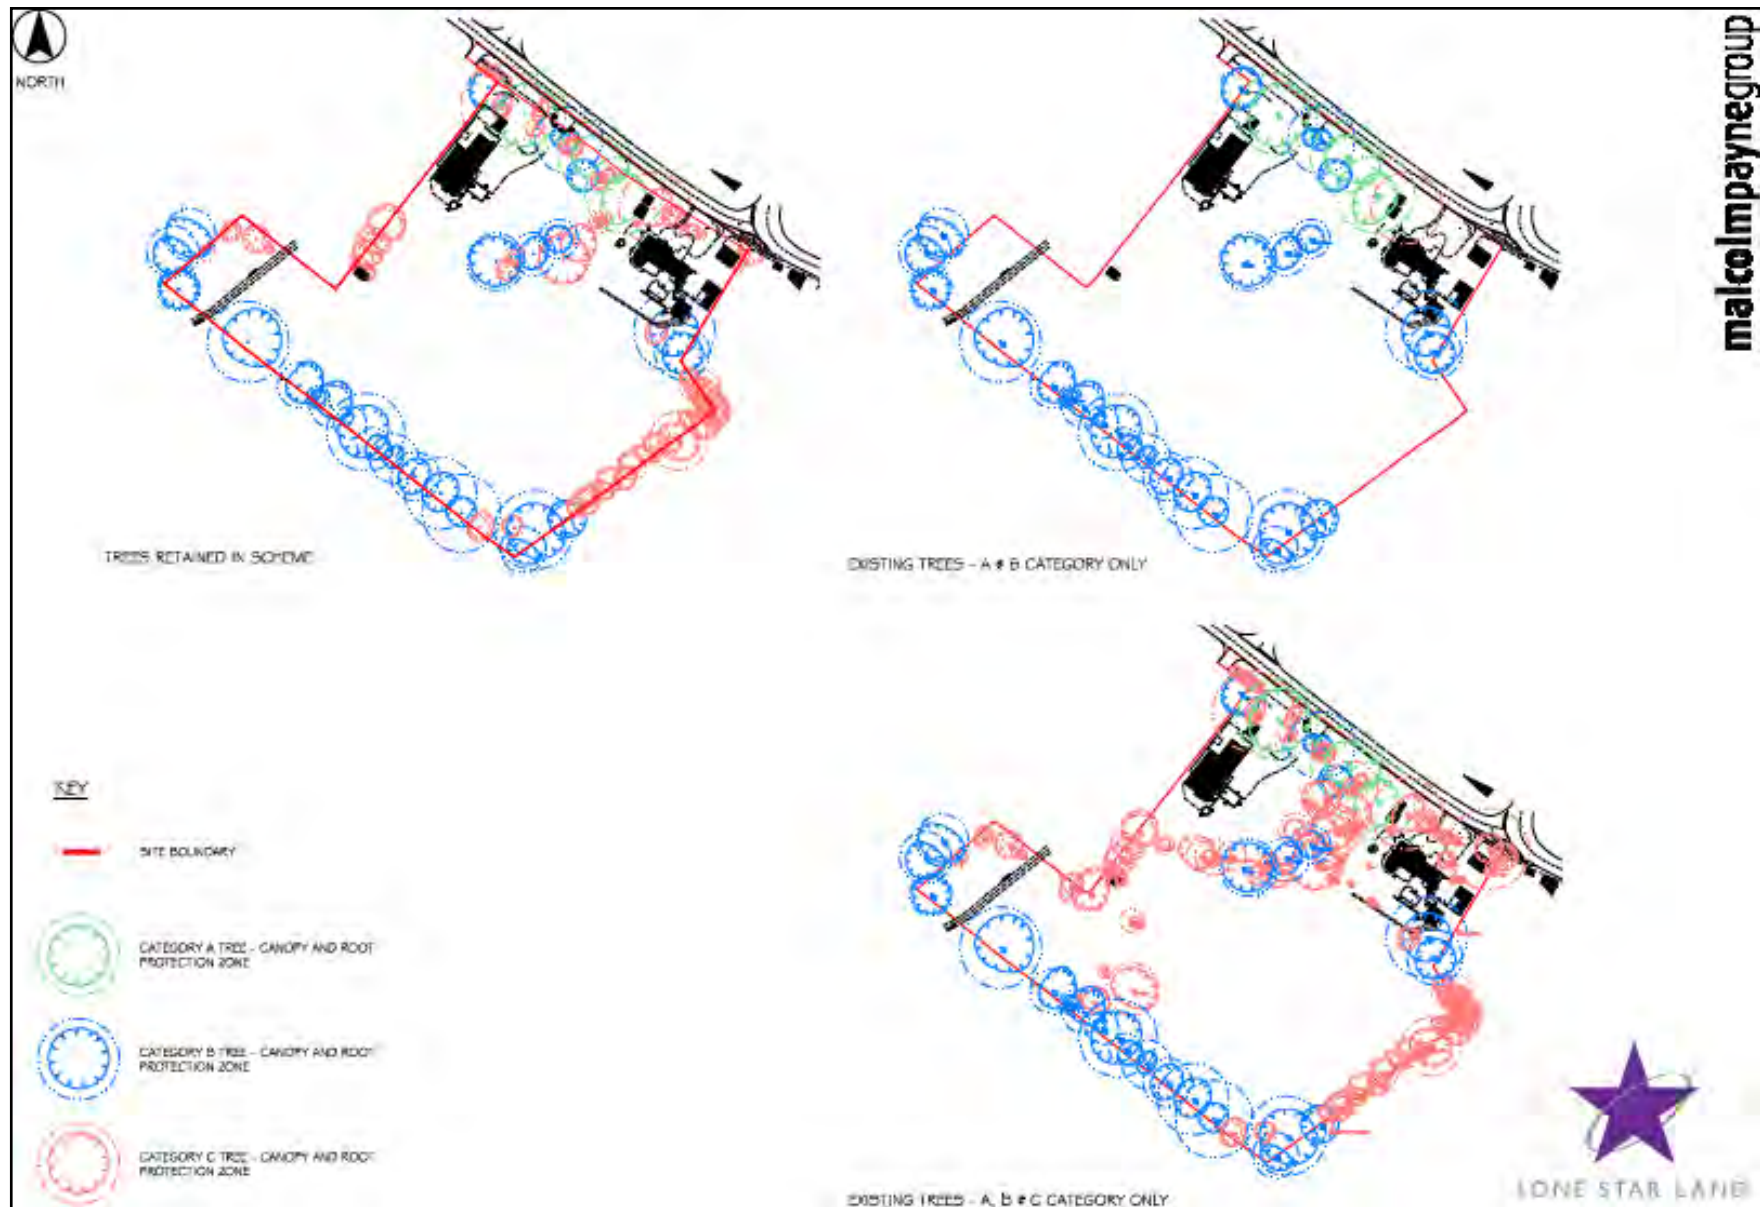 NORTH
malcolmpaynegroup
TREES RETAINED IN SCHEME
EXISTING TREES - A & B CATEGORY ONLY
KEY
SITE BOUNDARY
CATEGORY A TREE - CANOPY AND ROOT
PROTECTION ZONE
CATEGORY B TREE - CANOPY AND ROOT
PROTECTION ZONE
CATEGORY C TREE - CANOPY AND ROOT
PROTECTION ZONE
EXISTING TREES - A, B & C CATEGORY ONLY
LONE STAR LAND